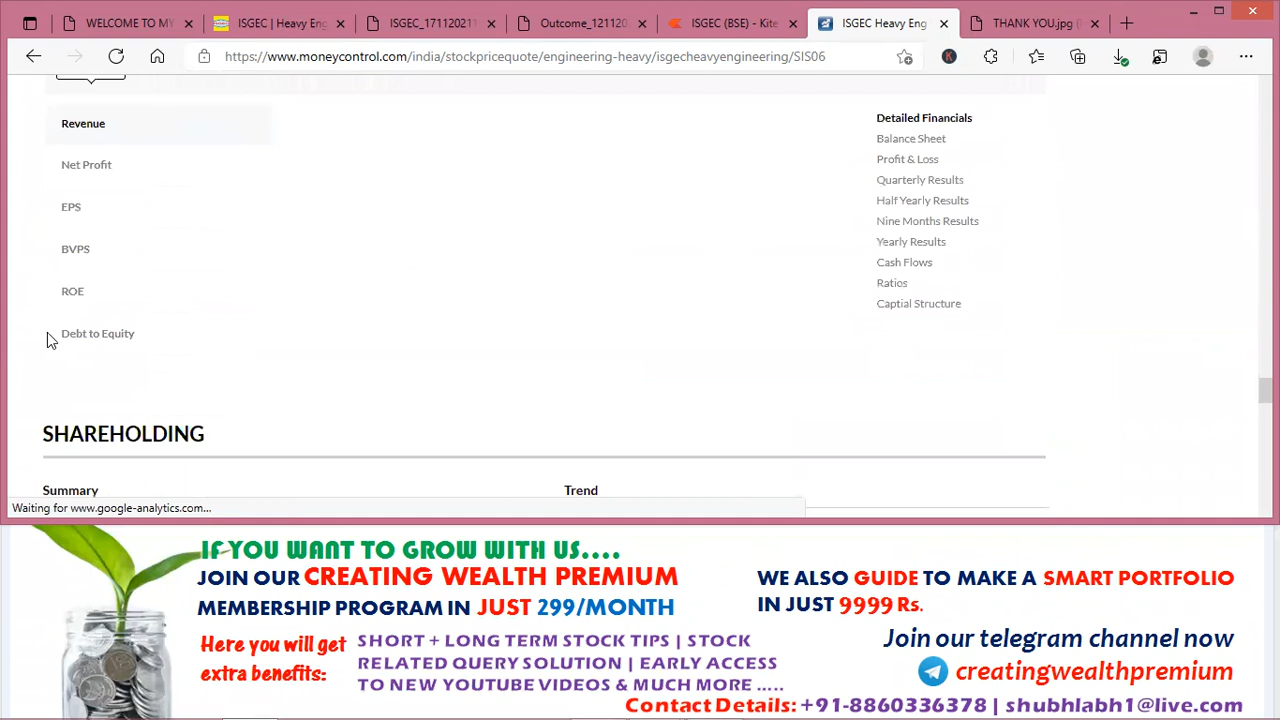 WELCOME TO MY
ISGEC | Heavy Eng
ISGEC_17112021
Outcome_121120
ISGEC (BSE) - Kite
ISGEC Heavy Eng
THANK YOU.jpg (
https://www.moneycontrol.com/india/stockpricequote/engineering-heavy/isgecheavyengineering/SIS06
K
Revenue
Net Profit
EPS
BVPS
ROE
Debt to Equity
Detailed Financials
Balance Sheet
Profit & Loss
Quarterly Results
Half Yearly Results
Nine Months Results
Yearly Results
Cash Flows
Ratios
Captial Structure
SHAREHOLDING
Summary
Trend
Waiting for www.google-analytics.com...
IF YOU WANT TO GROW WITH US....
JOIN OUR CREATING WEALTH PREMIUM
MEMBERSHIP PROGRAM IN JUST 299/MONTH
Here you will get
extra benefits:
SHORT + LONG TERM STOCK TIPS | STOCK
RELATED QUERY SOLUTION | EARLY ACCESS
TO NEW YOUTUBE VIDEOS & MUCH MORE .....
WE ALSO GUIDE TO MAKE A SMART PORTFOLIO
IN JUST 9999 Rs.
Join our telegram channel now
creatingwealthpremium
Contact Details: +91-8860336378 | shubhlabh1@live.com